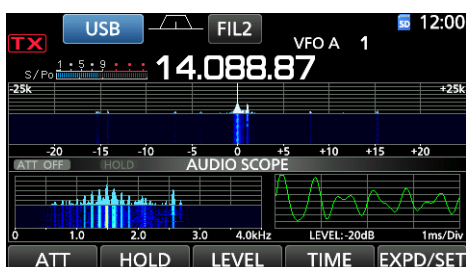 USB FIL2 SD 12:00
TX VFO A 1
S/Po 1 • 5 • 9 • • • 14.088.87
-25k +25k
-20 -15 -10 -5 0 +5 +10 +15 +20
ATT OFF HOLD AUDIO SCOPE
0 1.0 2.0 3.0 4.0kHz LEVEL:-20dB 1ms/Div
ATT HOLD LEVEL TIME EXPD/SET